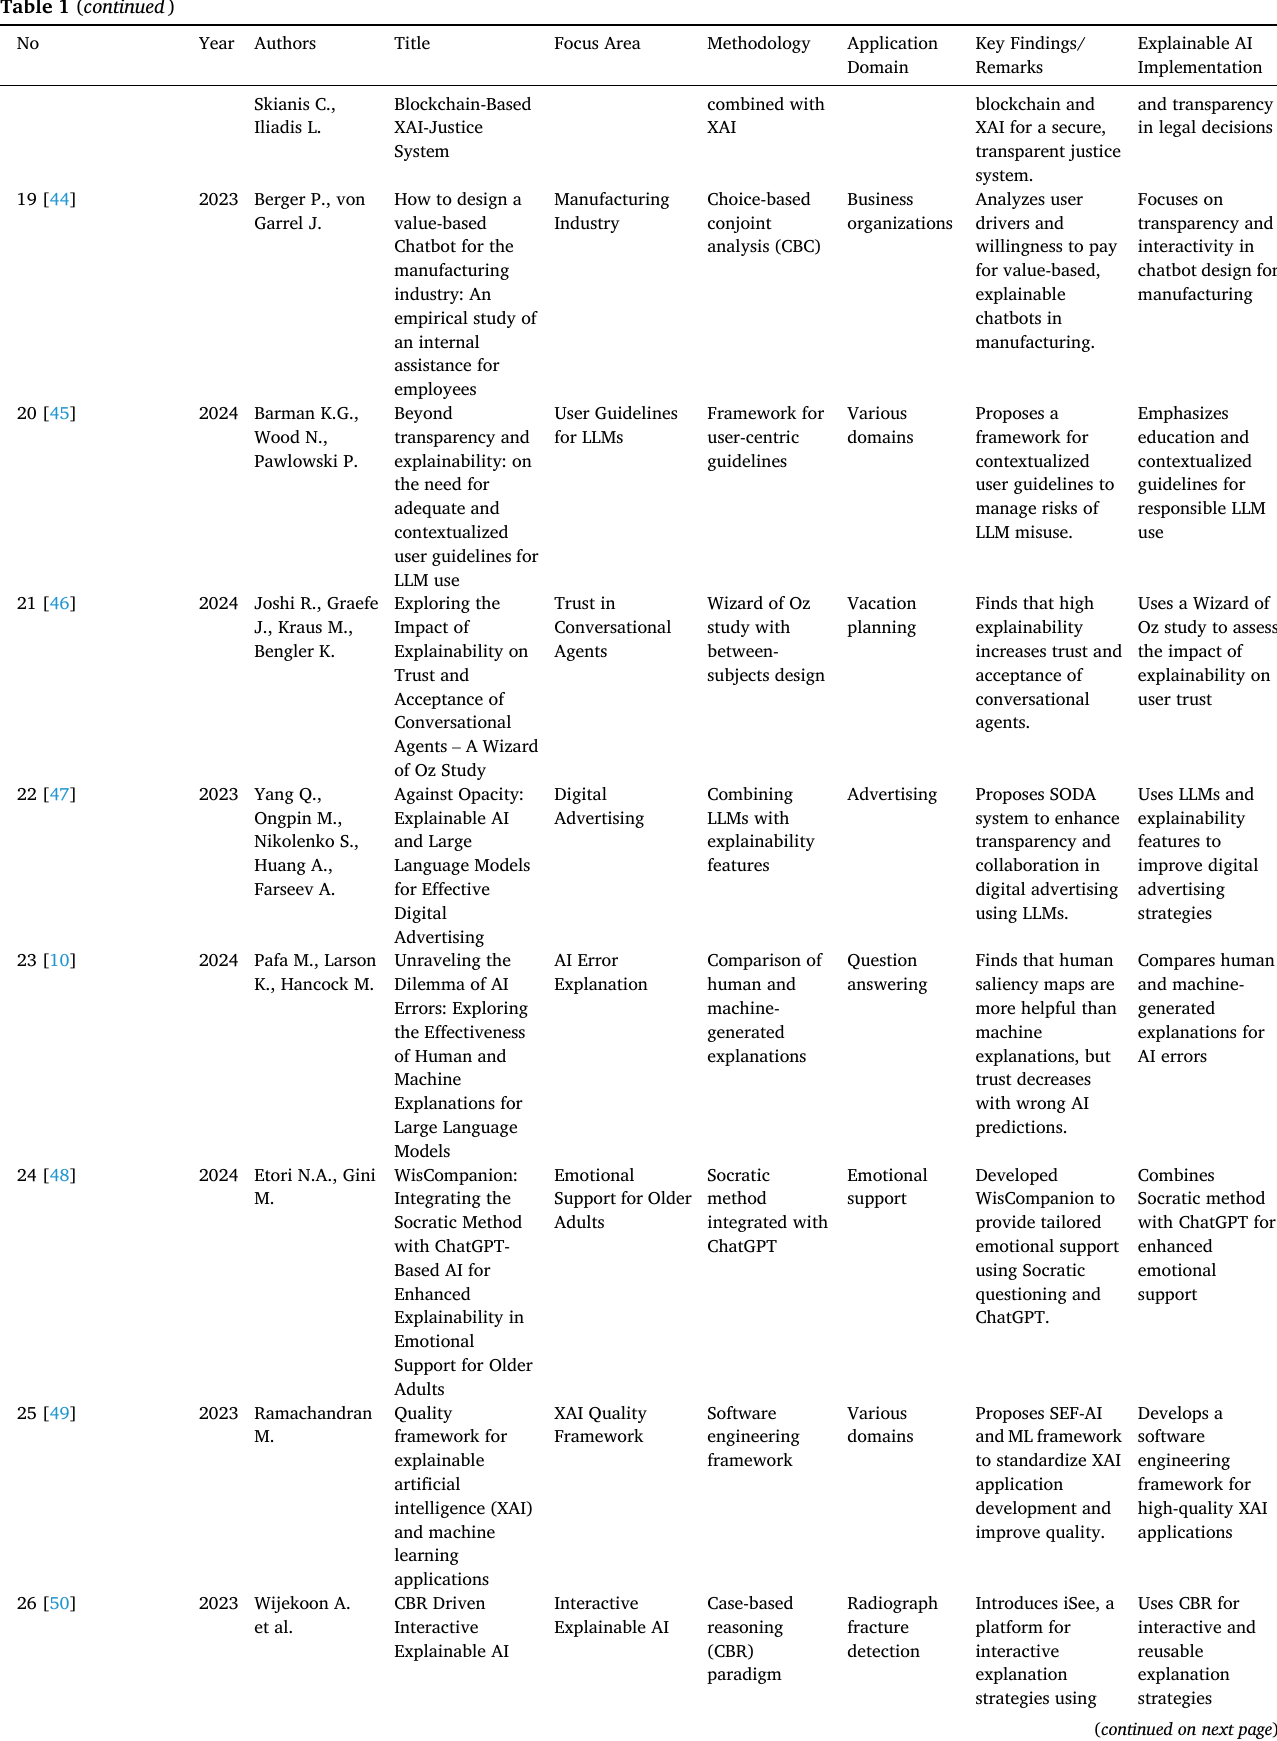 Table 1 (continued)
No Year Authors Title Focus Area Methodology Application Domain Key Findings/ Remarks Explainable AI Implementation
Skianis C., Iliadis L. Blockchain-Based XAI-Justice System combined with XAI blockchain and XAI for a secure, transparent justice system. and transparency in legal decisions
19 [44] 2023 Berger P., von Garrel J. How to design a value-based Chatbot for the manufacturing industry: An empirical study of an internal assistance for employees Manufacturing Industry Choice-based conjoint analysis (CBC) Business organizations Analyzes user drivers and willingness to pay for value-based, explainable chatbots in manufacturing. Focuses on transparency and interactivity in chatbot design for manufacturing
20 [45] 2024 Barman K.G., Wood N., Pawlowski P. Beyond transparency and explainability: on the need for adequate and contextualized user guidelines for LLM use User Guidelines for LLMs Framework for user-centric guidelines Various domains Proposes a framework for contextualized user guidelines to manage risks of LLM misuse. Emphasizes education and contextualized guidelines for responsible LLM use
21 [46] 2024 Joshi R., Graefe J., Kraus M., Bengler K. Exploring the Impact of Explainability on Trust and Acceptance of Conversational Agents – A Wizard of Oz Study Trust in Conversational Agents Wizard of Oz study with between-subjects design Vacation planning Finds that high explainability increases trust and acceptance of conversational agents. Uses a Wizard of Oz study to assess the impact of explainability on user trust
22 [47] 2023 Yang Q., Ongpin M., Nikolenko S., Huang A., Farseev A. Against Opacity: Explainable AI and Large Language Models for Effective Digital Advertising Digital Advertising Combining LLMs with explainability features Advertising Proposes SODA system to enhance transparency and collaboration in digital advertising using LLMs. Uses LLMs and explainability features to improve digital advertising strategies
23 [10] 2024 Pafa M., Larson K., Hancock M. Unraveling the Dilemma of AI Errors: Exploring the Effectiveness of Human and Machine Explanations for Large Language Models AI Error Explanation Comparison of human and machine-generated explanations Question answering Finds that human saliency maps are more helpful than machine explanations, but trust decreases with wrong AI predictions. Compares human and machine-generated explanations for AI errors
24 [48] 2024 Etori N.A., Gini M. WisCompanion: Integrating the Socratic Method with ChatGPT-Based AI for Enhanced Explainability in Emotional Support for Older Adults Emotional Support for Older Adults Socratic method integrated with ChatGPT Emotional support Developed WisCompanion to provide tailored emotional support using Socratic questioning and ChatGPT. Combines Socratic method with ChatGPT for enhanced emotional support
25 [49] 2023 Ramachandran M. Quality framework for explainable artificial intelligence (XAI) and machine learning applications XAI Quality Framework Software engineering framework Various domains Proposes SEF-AI and ML framework to standardize XAI application development and improve quality. Develops a software engineering framework for high-quality XAI applications
26 [50] 2023 Wijekoon A. et al. CBR Driven Interactive Explainable AI Interactive Explainable AI Case-based reasoning (CBR) paradigm Radiograph fracture detection Introduces iSee, a platform for interactive explanation strategies using Uses CBR for interactive and reusable explanation strategies
(continued on next page)